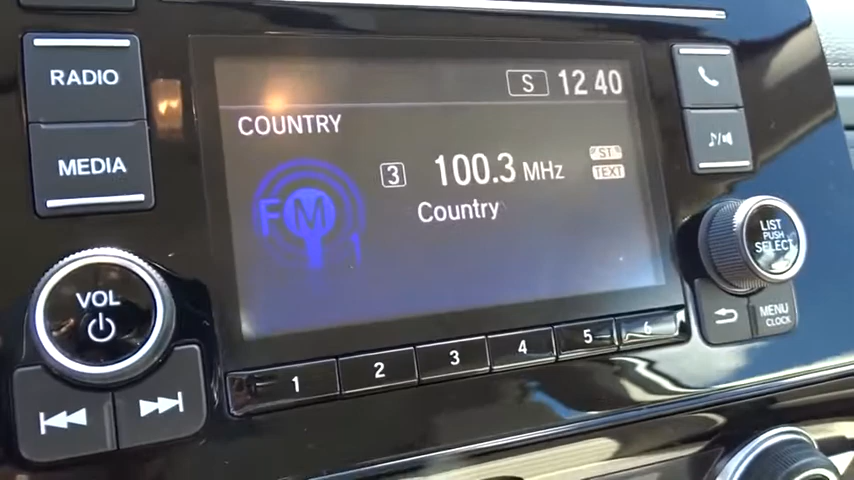 RADIO
MEDIA
VOL
S 12:40
COUNTRY
3 100.3 MHz ST
TEXT
Country
FM1
1 2 3 4 5 6
LIST
PUSH
SELECT
MENU
CLOCK